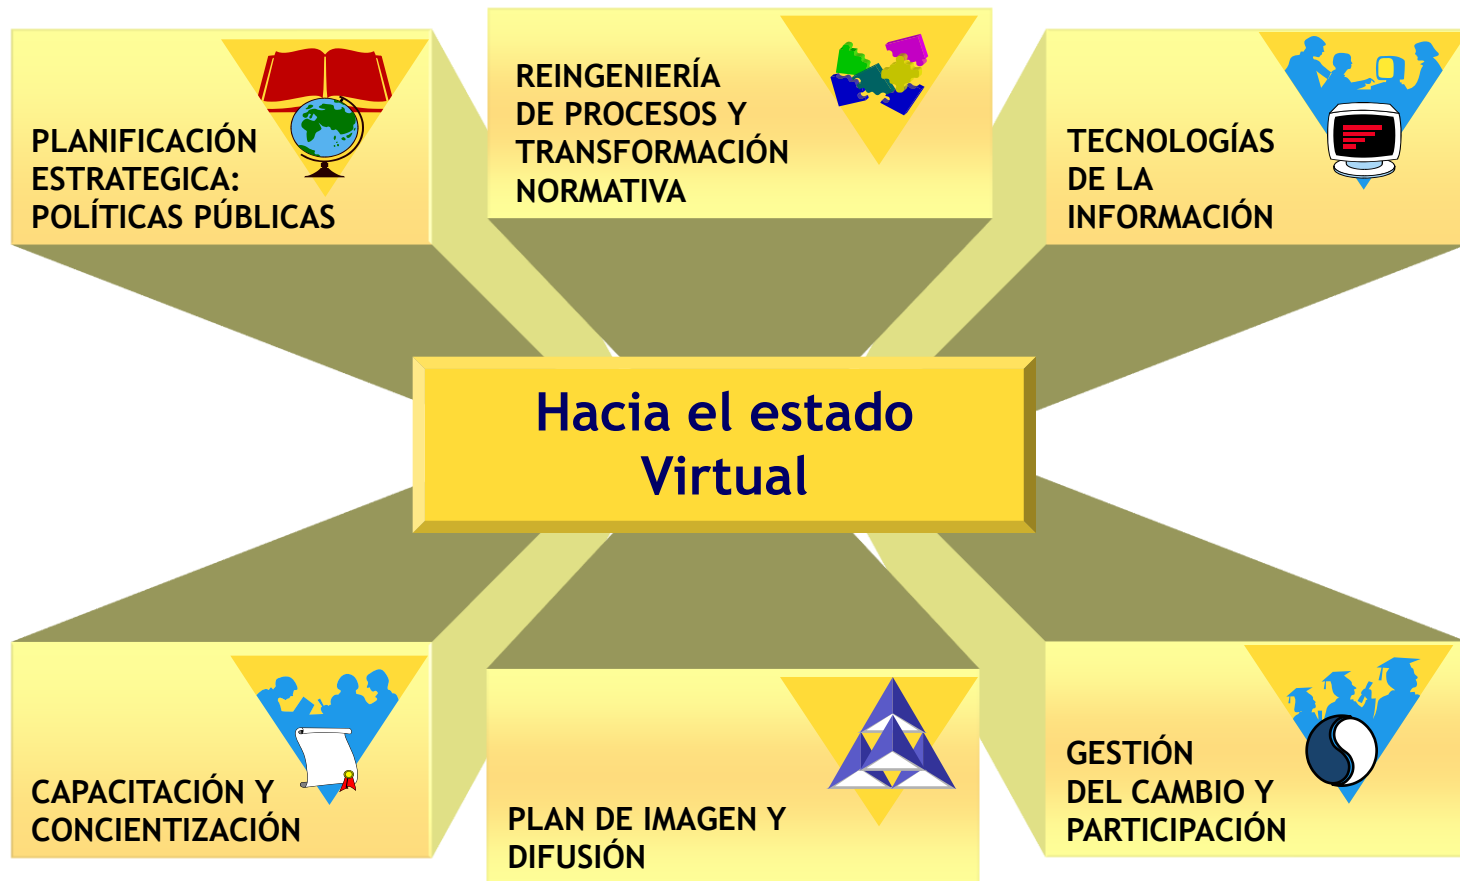 PLANIFICACIÓN
ESTRATEGICA:
POLÍTICAS PÚBLICAS
REINGENIERÍA
DE PROCESOS Y
TRANSFORMACIÓN
NORMATIVA
TECNOLOGÍAS
DE LA
INFORMACIÓN
Hacia el estado
Virtual
CAPACITACIÓN Y
CONCIENTIZACIÓN
PLAN DE IMAGEN Y
DIFUSIÓN
GESTIÓN
DEL CAMBIO Y
PARTICIPACIÓN